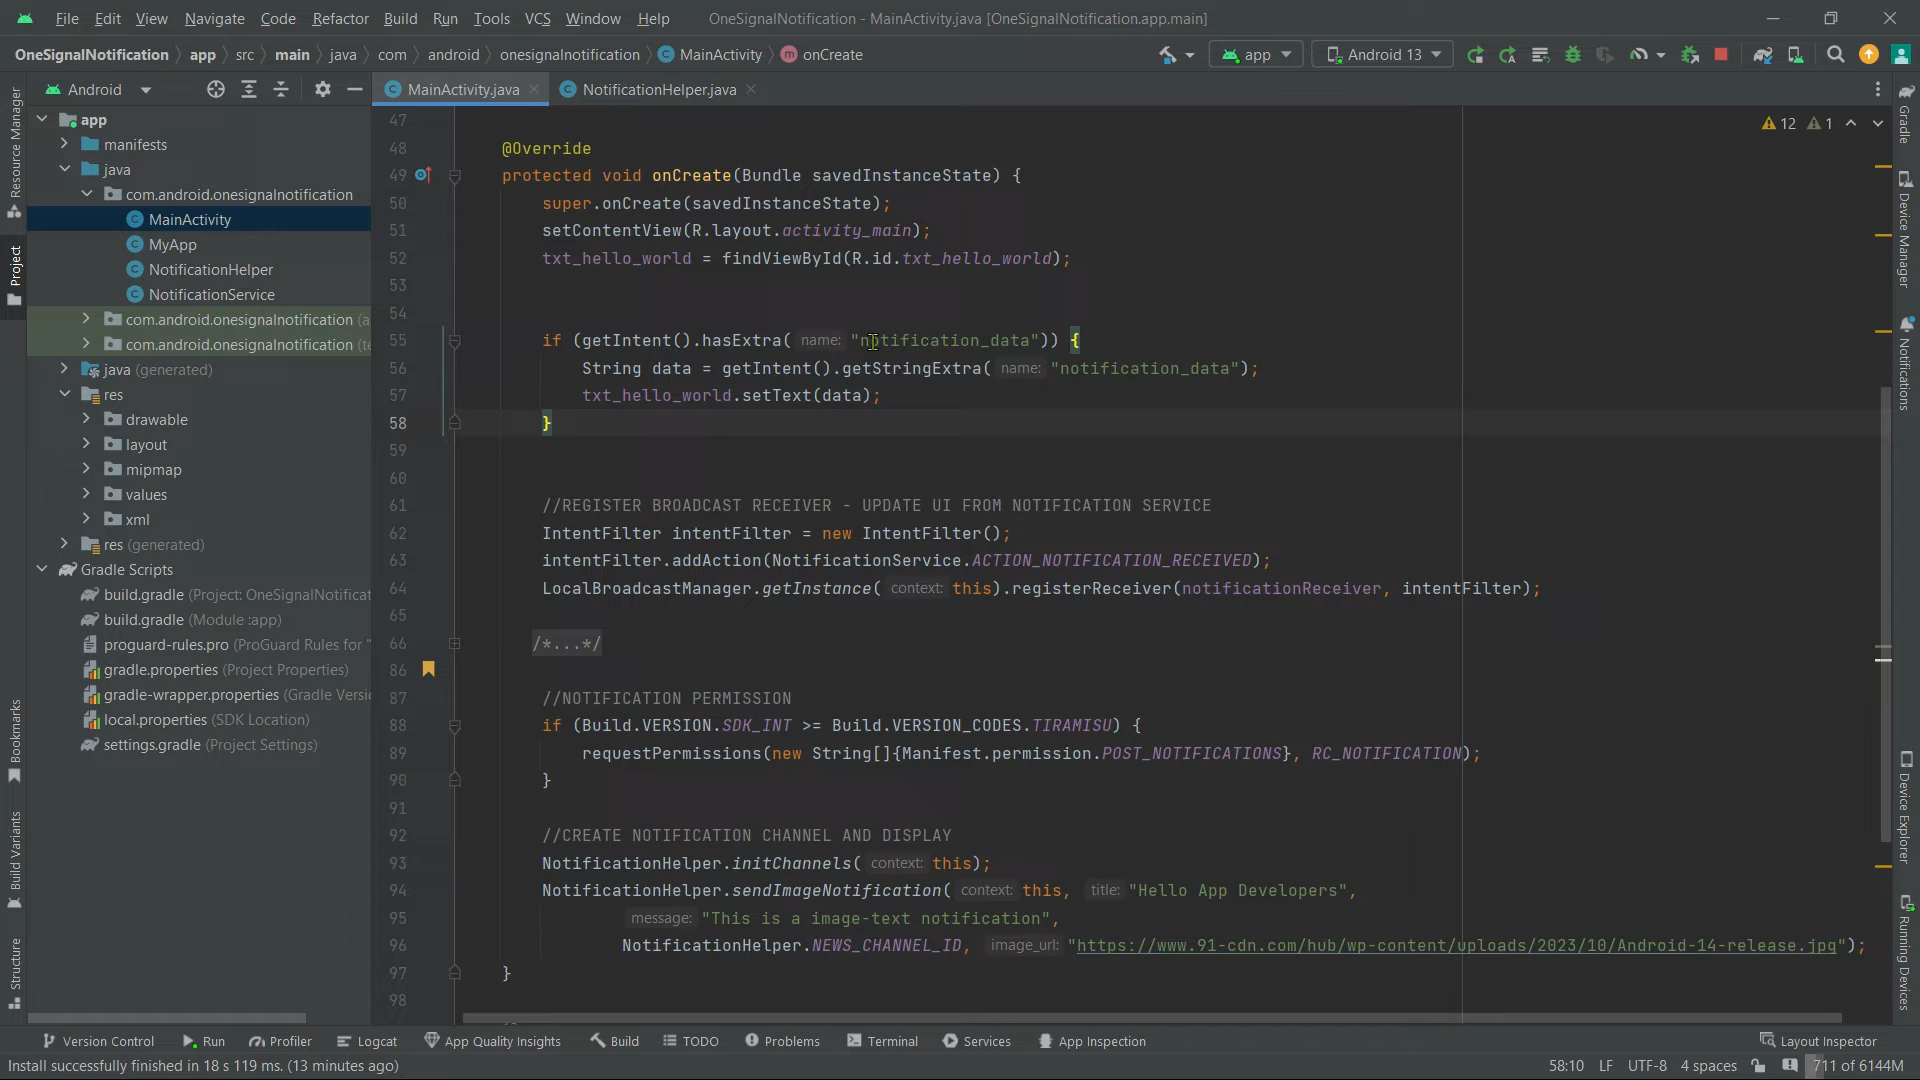 File Edit View Navigate Code Refactor Build Run Tools VCS Window Help OneSignalNotification - MainActivity.java [OneSignalNotification.app.main]
OneSignalNotification app src main java com android onesignalnotification MainActivity onCreate app Android 13
Android
MainActivity.java NotificationHelper.java
app
manifests
java
com.android.onesignalnotification
MainActivity
MyApp
NotificationHelper
NotificationService
com.android.onesignalnotification (a
com.android.onesignalnotification (te
java (generated)
res
drawable
layout
mipmap
values
xml
res (generated)
Gradle Scripts
build.gradle (Project: OneSignalNotificat
build.gradle (Module :app)
proguard-rules.pro (ProGuard Rules for "
gradle.properties (Project Properties)
gradle-wrapper.properties (Gradle Versio
local.properties (SDK Location)
settings.gradle (Project Settings)
Resource Manager
Project
Bookmarks
Build Variants
Structure
12 1
47
48 @Override
49 protected void onCreate(Bundle savedInstanceState) {
50 super.onCreate(savedInstanceState);
51 setContentView(R.layout.activity_main);
52 txt_hello_world = findViewById(R.id.txt_hello_world);
53
54
55 if (getIntent().hasExtra( name: "notification_data")) {
56 String data = getIntent().getStringExtra( name: "notification_data");
57 txt_hello_world.setText(data);
58 }
59
60
61 //REGISTER BROADCAST RECEIVER - UPDATE UI FROM NOTIFICATION SERVICE
62 IntentFilter intentFilter = new IntentFilter();
63 intentFilter.addAction(NotificationService.ACTION_NOTIFICATION_RECEIVED);
64 LocalBroadcastManager.getInstance( context: this).registerReceiver(notificationReceiver, intentFilter);
65
66 /*...*/
86
87 //NOTIFICATION PERMISSION
88 if (Build.VERSION.SDK_INT >= Build.VERSION_CODES.TIRAMISU) {
89 requestPermissions(new String[]{Manifest.permission.POST_NOTIFICATIONS}, RC_NOTIFICATION);
90 }
91
92 //CREATE NOTIFICATION CHANNEL AND DISPLAY
93 NotificationHelper.initChannels( context: this);
94 NotificationHelper.sendImageNotification( context: this, title: "Hello App Developers",
95 message: "This is a image-text notification",
96 NotificationHelper.NEWS_CHANNEL_ID, image_url: "https://www.91-cdn.com/hub/wp-content/uploads/2023/10/Android-14-release.jpg");
97 }
98
Gradle
Device Manager
Notifications
Device Explorer
Running Devices
Version Control Run Profiler Logcat App Quality Insights Build TODO Problems Terminal Services App Inspection Layout Inspector
Install successfully finished in 18 s 119 ms. (13 minutes ago) 58:10 LF UTF-8 4 spaces 711 of 6144M